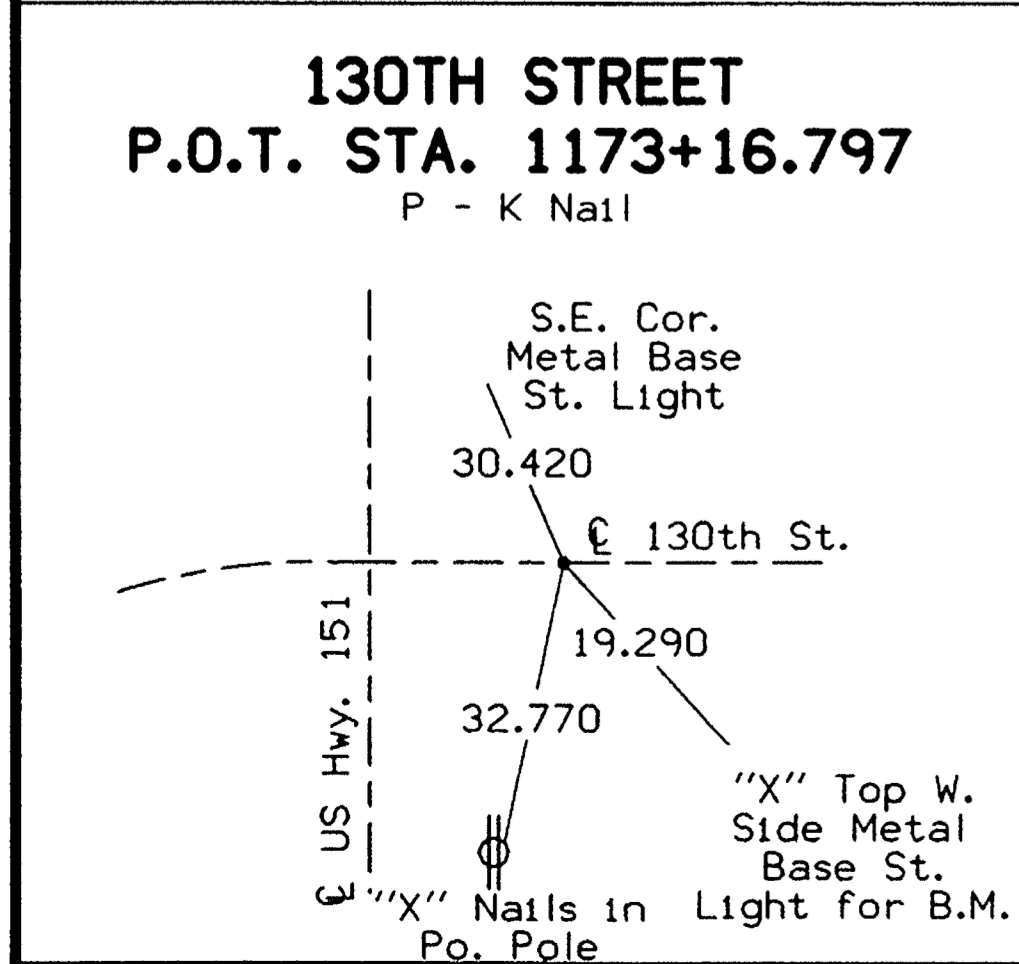 130TH STREET
P.O.T. STA. 1173+16.797
P - K Nail
S.E. Cor.
Metal Base
St. Light
30.420
℄ 130th St.
19.290
32.770
℄ US Hwy. 151
"X" Top W.
Side Metal
Base St.
Light for B.M.
"X" Nails in
Po. Pole